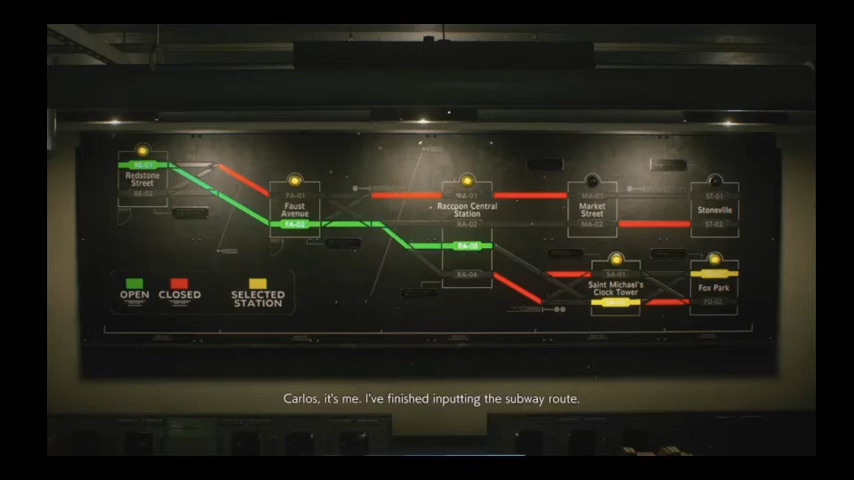 RE-01
Redstone
Street
RE-02
FA-01
Faust
Avenue
FA-02
RA-01
Raccoon Central
Station
RA-02
RA-03
RA-04
MA-01
Market
Street
MA-02
ST-01
Stoneville
ST-02
SA-01
Saint Michael's
Clock Tower
Fox Park
FO-02
OPEN
CLOSED
SELECTED
STATION
Carlos, it's me. I've finished inputting the subway route.